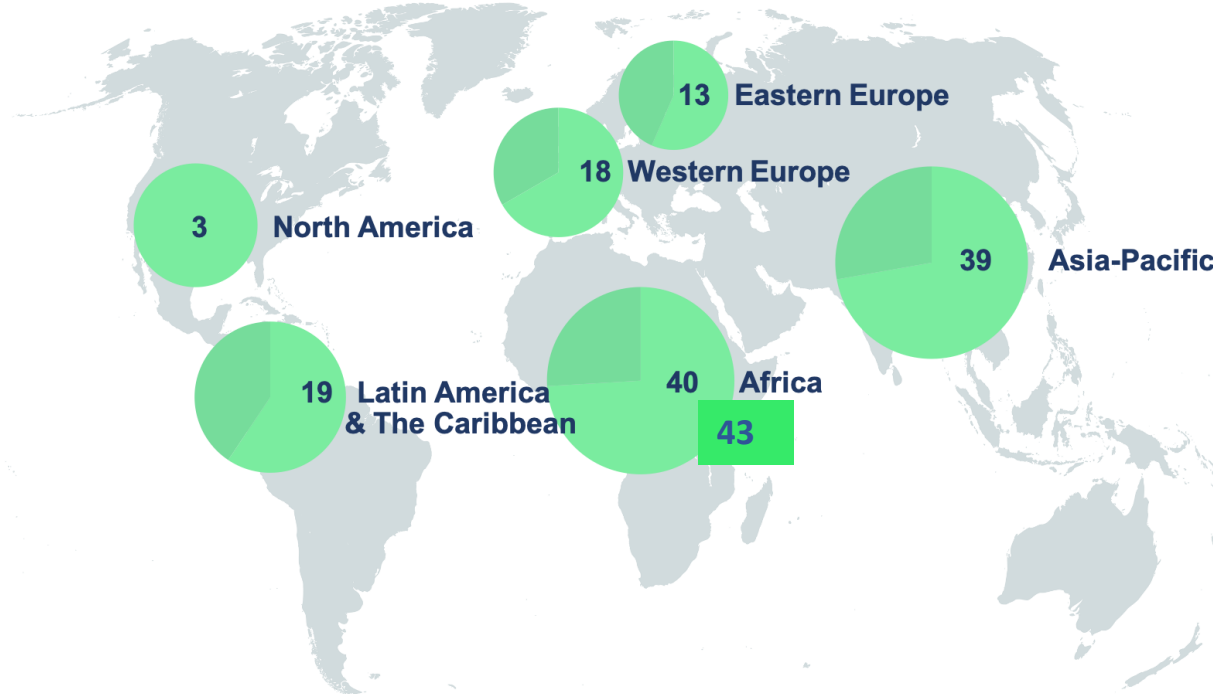 13 Eastern Europe
18 Western Europe
3 North America
39 Asia-Pacific
19 Latin America
& The Caribbean
40 Africa
43